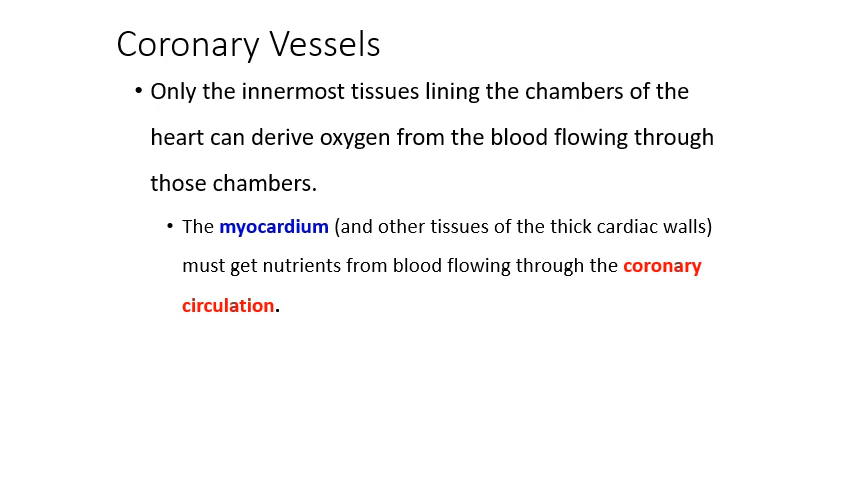 Coronary Vessels
• Only the innermost tissues lining the chambers of the
heart can derive oxygen from the blood flowing through
those chambers.
• The myocardium (and other tissues of the thick cardiac walls)
must get nutrients from blood flowing through the coronary
circulation.